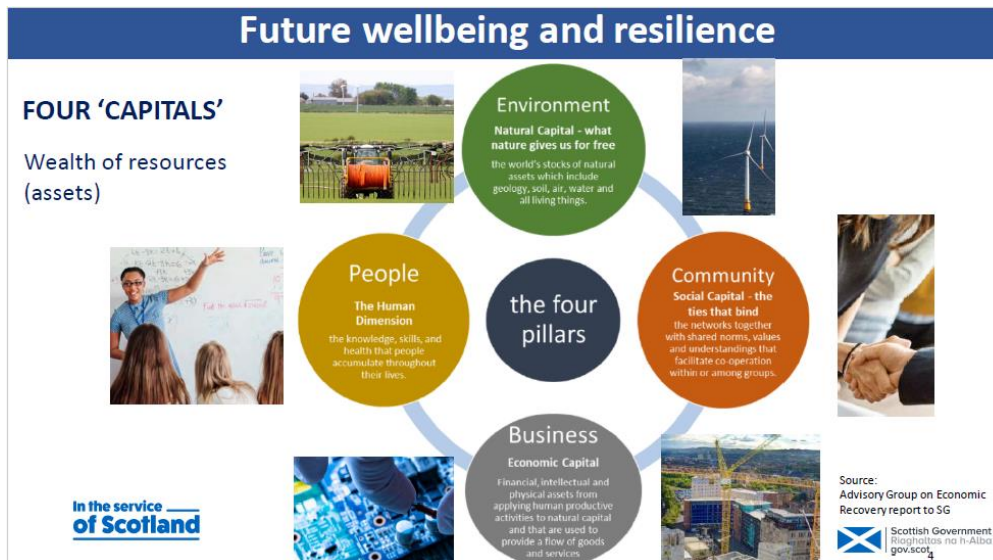 Future wellbeing and resilience
FOUR ‘CAPITALS’
Wealth of resources
(assets)
Environment
Natural Capital - what
nature gives us for free
the world's stocks of natural
assets which include
geology, soil, air, water and
all living things.
People
The Human
Dimension
the knowledge, skills, and
health that people
accumulate throughout
their lives.
the four
pillars
Community
Social Capital - the
ties that bind
the networks together
with shared norms, values
and understandings that
facilitate co-operation
within or among groups.
Business
Economic Capital
Financial, intellectual and
physical assets from
applying human productive
activities to natural capital
and that are used to
provide a flow of goods
and services
In the service
of Scotland
Source:
Advisory Group on Economic
Recovery report to SG
Scottish Government
Riaghaltas na h-Alba
gov.scot
4